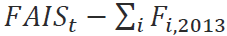 FAIS_t − ∑_i F_{i,2013}